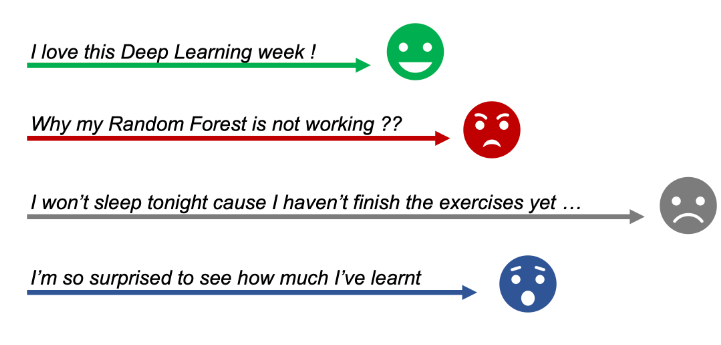 I love this Deep Learning week !
Why my Random Forest is not working ??
I won’t sleep tonight cause I haven’t finish the exercises yet …
I’m so surprised to see how much I’ve learnt